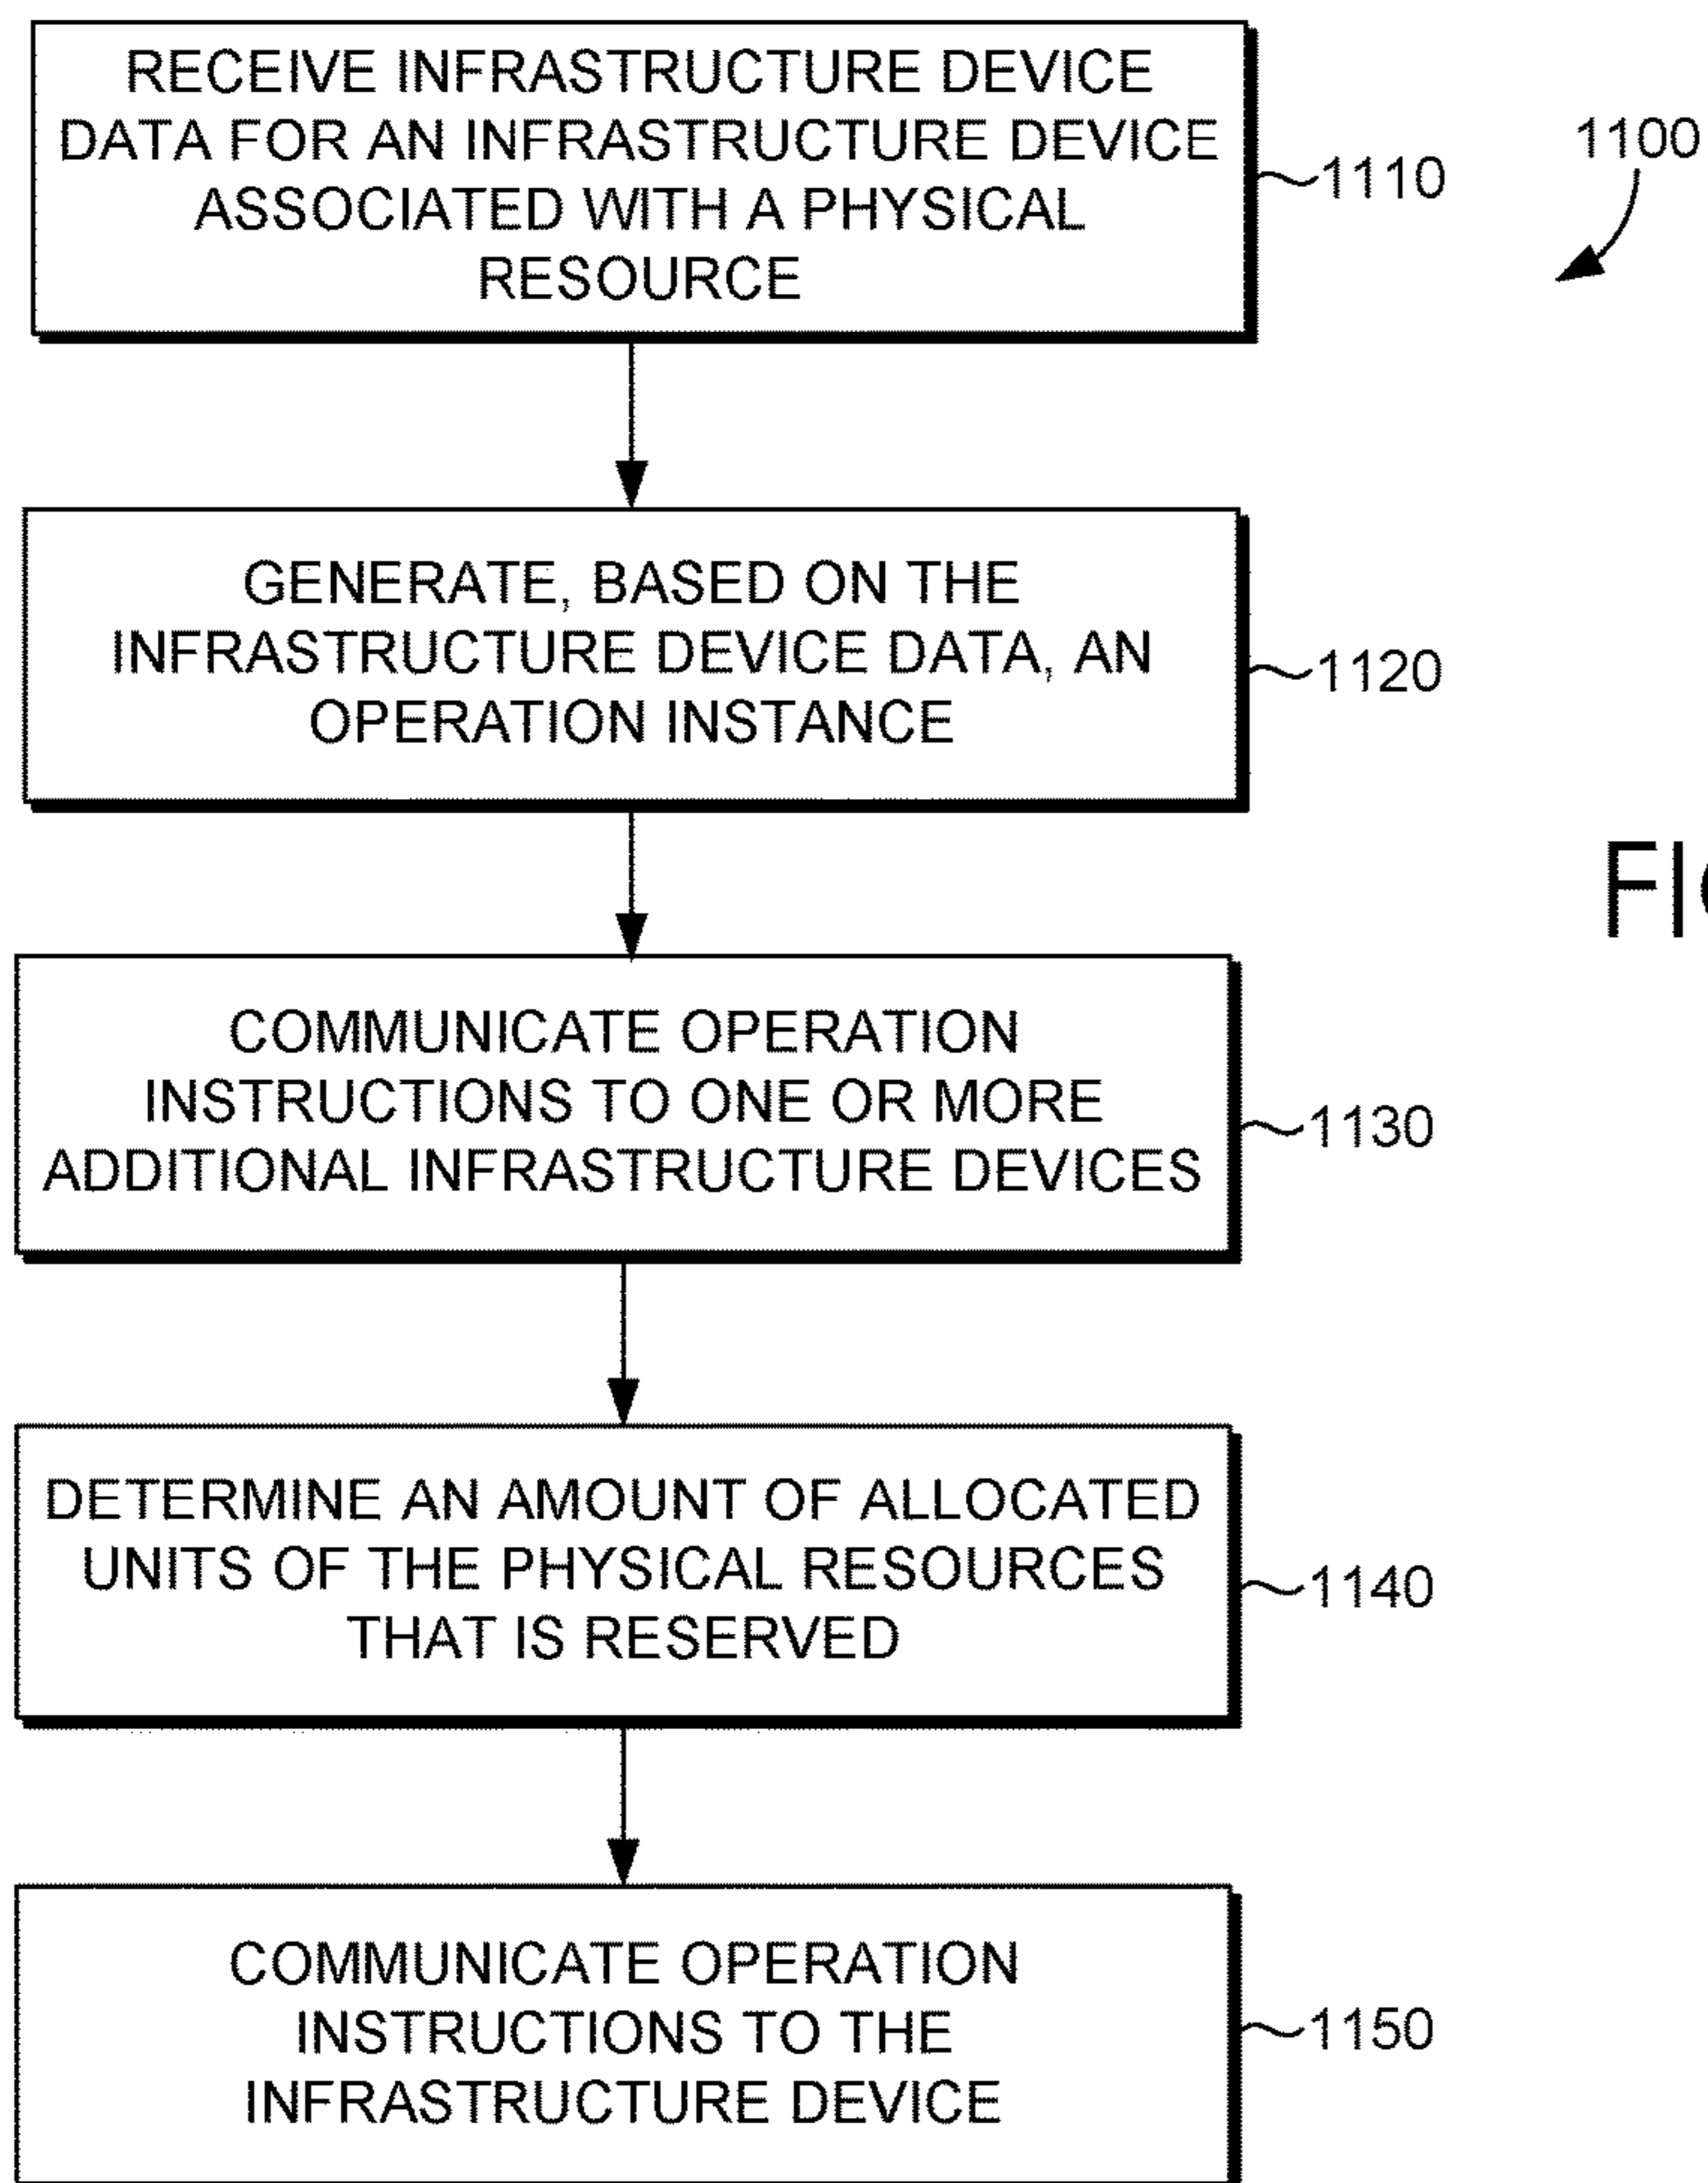 RECEIVE INFRASTRUCTURE DEVICE
DATA FOR AN INFRASTRUCTURE DEVICE
ASSOCIATED WITH A PHYSICAL
RESOURCE
1110
1100
GENERATE, BASED ON THE
INFRASTRUCTURE DEVICE DATA, AN
OPERATION INSTANCE
1120
COMMUNICATE OPERATION
INSTRUCTIONS TO ONE OR MORE
ADDITIONAL INFRASTRUCTURE DEVICES
1130
DETERMINE AN AMOUNT OF ALLOCATED
UNITS OF THE PHYSICAL RESOURCES
THAT IS RESERVED
1140
COMMUNICATE OPERATION
INSTRUCTIONS TO THE
INFRASTRUCTURE DEVICE
1150